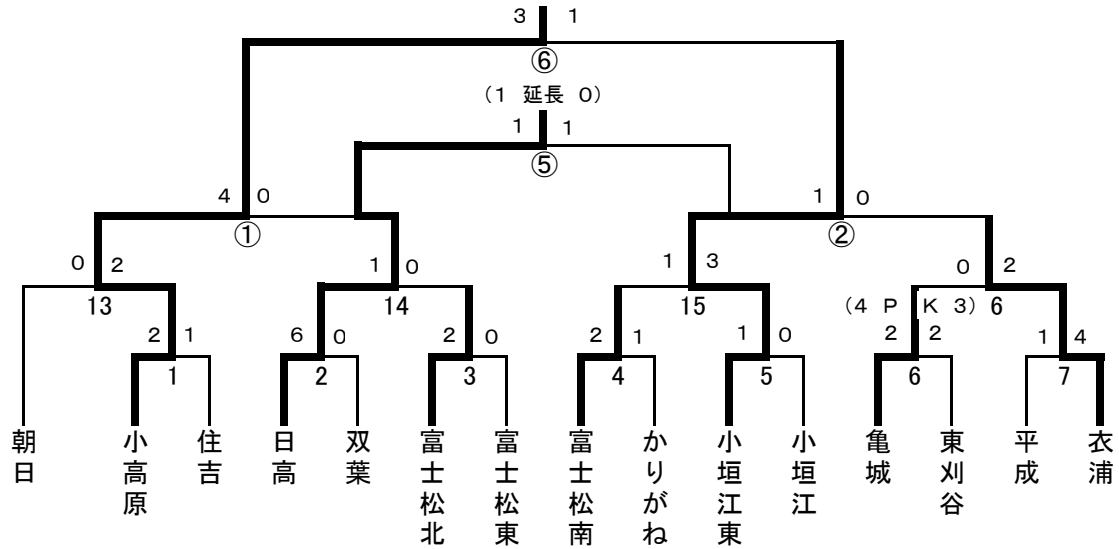 ３ １
⑥
（１ 延長 ０）
１ １
⑤
４ ０
１ ０
①
②
０ ２
１ ０
１ ３
０ ２
13
14
15
（４ Ｐ Ｋ ３）
6
２ １
６ ０
２ ０
２ １
１ ０
２ ２
１ ４
1
2
3
4
5
6
7
朝日
小高原
住吉
日高
双葉
富士松北
富士松東
富士松南
かりがね
小垣江東
小垣江
亀城
東刈谷
平成
衣浦